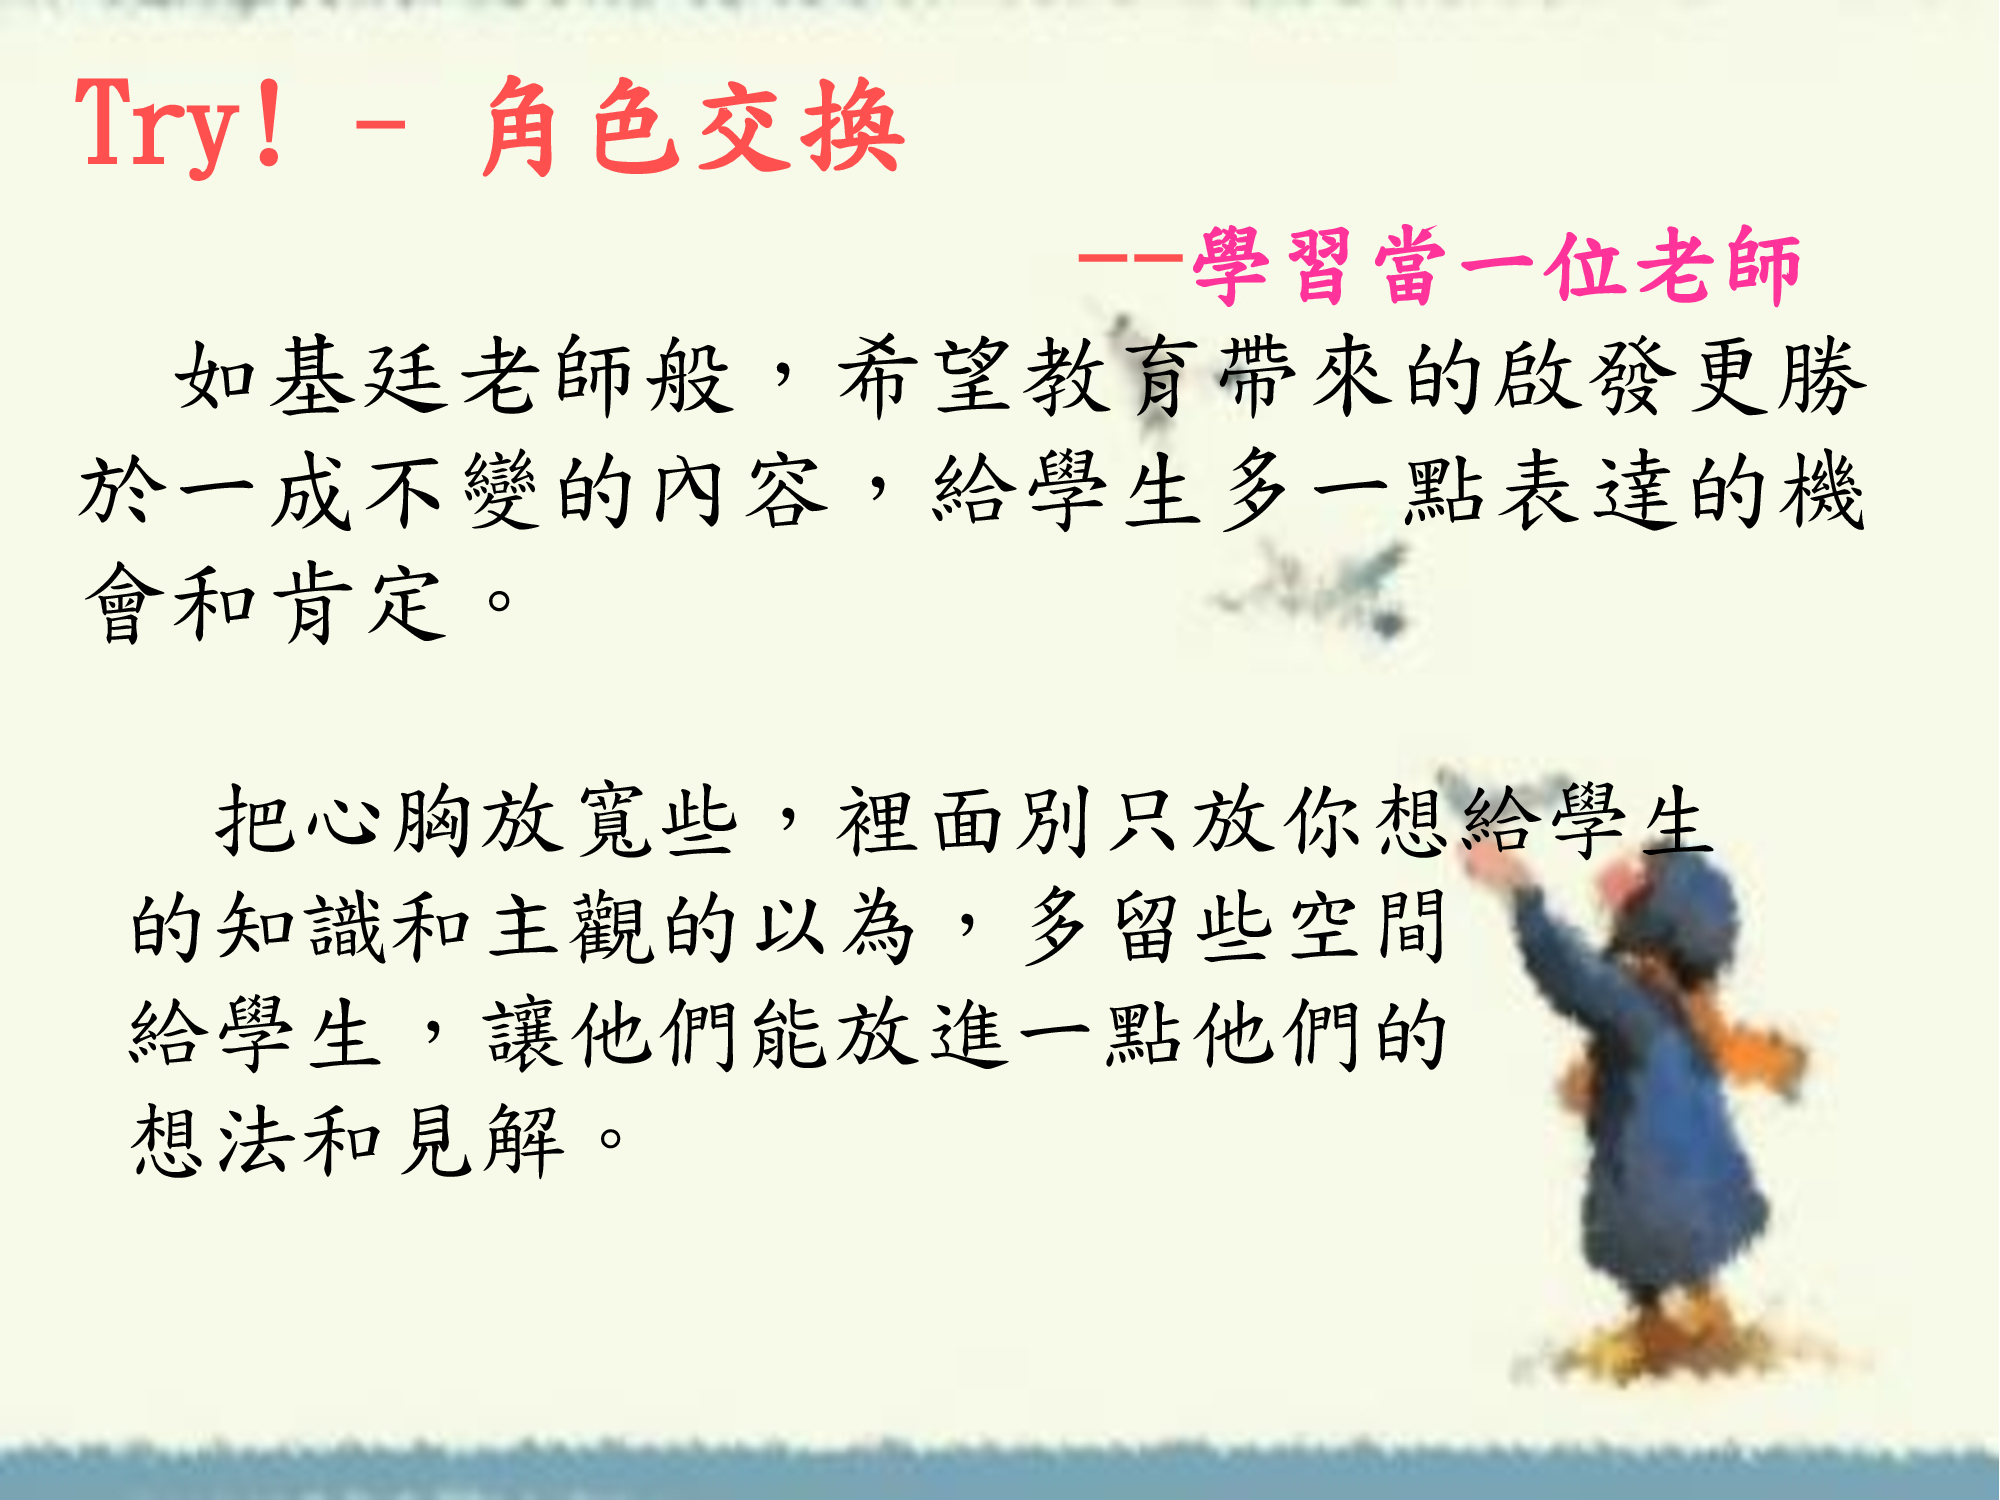 Try! - 角色交換
--學習當一位老師
如基廷老師般，希望教育帶來的啟發更勝
於一成不變的內容，給學生多一點表達的機
會和肯定。
把心胸放寬些，裡面別只放你想給學生
的知識和主觀的以為，多留些空間
給學生，讓他們能放進一點他們的
想法和見解。